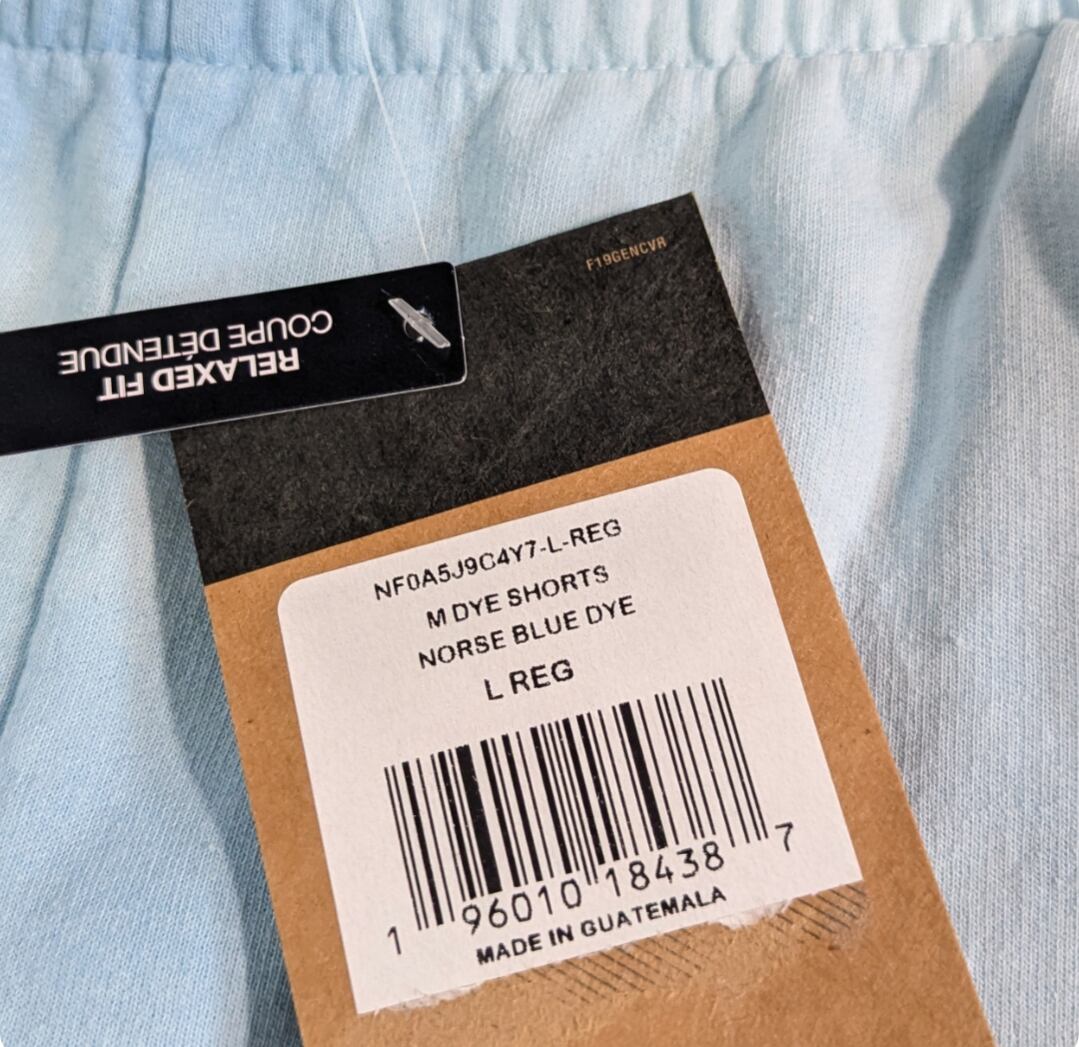 F19GENCVR
RELAXED FIT
COUPE DÉTENDUE
NF0A5J9C4Y7-L-REG
M DYE SHORTS
NORSE BLUE DYE
L REG
1 96010 18438 7
MADE IN GUATEMALA